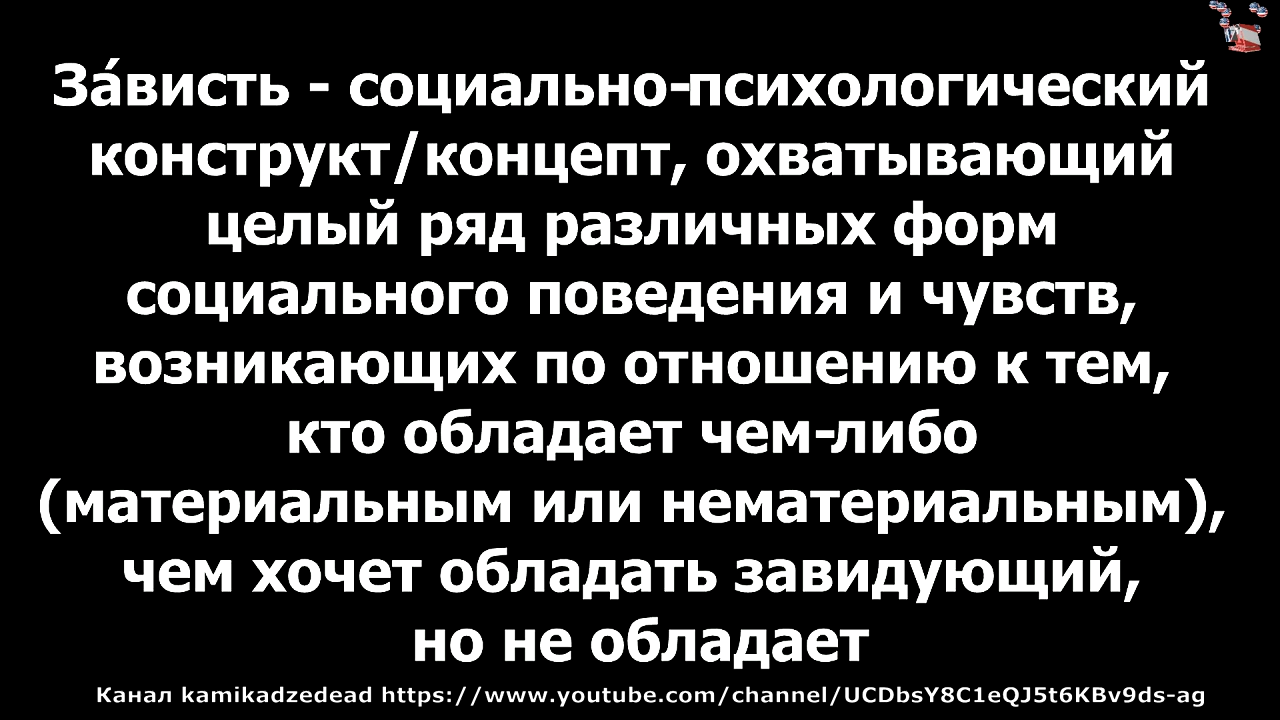 За́висть - социально-психологический
конструкт/концепт, охватывающий
целый ряд различных форм
социального поведения и чувств,
возникающих по отношению к тем,
кто обладает чем-либо
(материальным или нематериальным),
чем хочет обладать завидующий,
но не обладает
Канал kamikadzedead https://www.youtube.com/channel/UCDbsY8C1eQJ5t6KBv9ds-ag